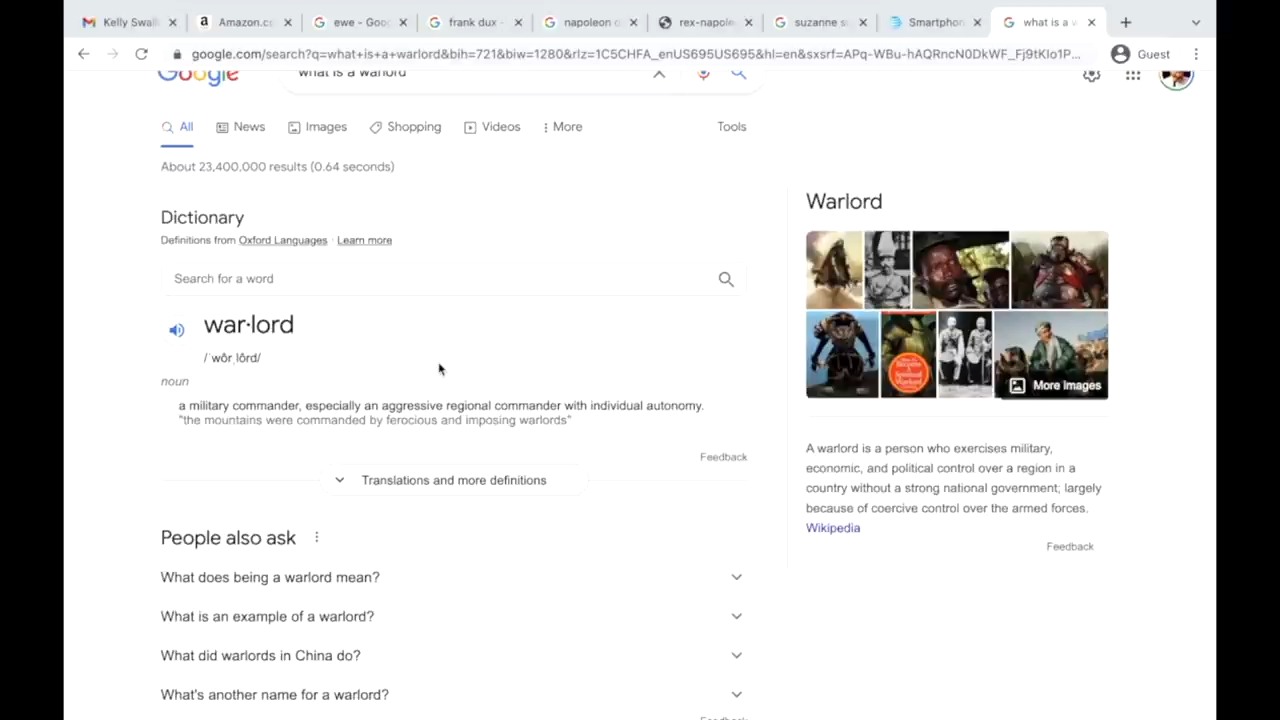 Kelly Swall
Amazon.c
ewe - Goo
frank dux -
napoleon d
rex-napole
suzanne s
Smartphon
what is a w
google.com/search?q=what+is+a+warlord&bih=721&biw=1280&rlz=1C5CHFA_enUS695US695&hl=en&sxsrf=APq-WBu-hAQRncN0DkWF_Fj9tKIo1P...
Guest
Google
what is a warlord
All
News
Images
Shopping
Videos
More
Tools
About 23,400,000 results (0.64 seconds)
Dictionary
Definitions from Oxford Languages · Learn more
Search for a word
war·lord
/ˈwôrˌlôrd/
noun
a military commander, especially an aggressive regional commander with individual autonomy.
"the mountains were commanded by ferocious and imposing warlords"
Feedback
Translations and more definitions
People also ask
What does being a warlord mean?
What is an example of a warlord?
What did warlords in China do?
What's another name for a warlord?
Feedback
Warlord
More Images
A warlord is a person who exercises military,
economic, and political control over a region in a
country without a strong national government; largely
because of coercive control over the armed forces.
Wikipedia
Feedback